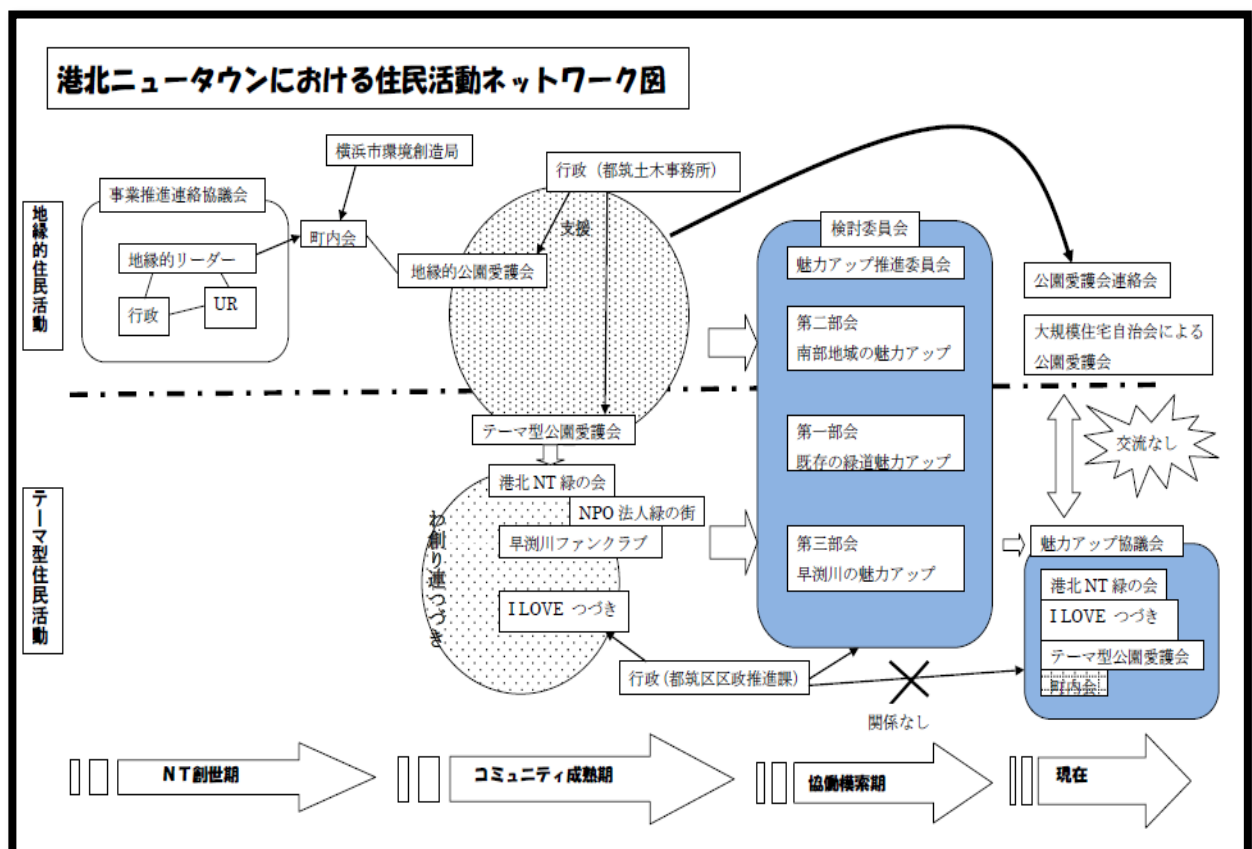 港北ニュータウンにおける住民活動ネットワーク図
地縁的住民活動
事業推進連絡協議会
地縁的リーダー
行政
UR
横浜市環境創造局
町内会
行政（都筑土木事務所）
支援
地縁的公園愛護会
検討委員会
魅力アップ推進委員会
第二部会
南部地域の魅力アップ
公園愛護会連絡会
大規模住宅自治会による
公園愛護会
テーマ型住民活動
テーマ型公園愛護会
港北NT緑の会
NPO法人緑の街
早渕川ファンクラブ
I LOVE つづき
わ創り連つづき
第一部会
既存の緑道魅力アップ
第三部会
早渕川の魅力アップ
交流なし
魅力アップ協議会
港北NT緑の会
I LOVE つづき
テーマ型公園愛護会
町内会
行政（都筑区区政推進課）
関係なし
NT創世期
コミュニティ成熟期
協働模索期
現在